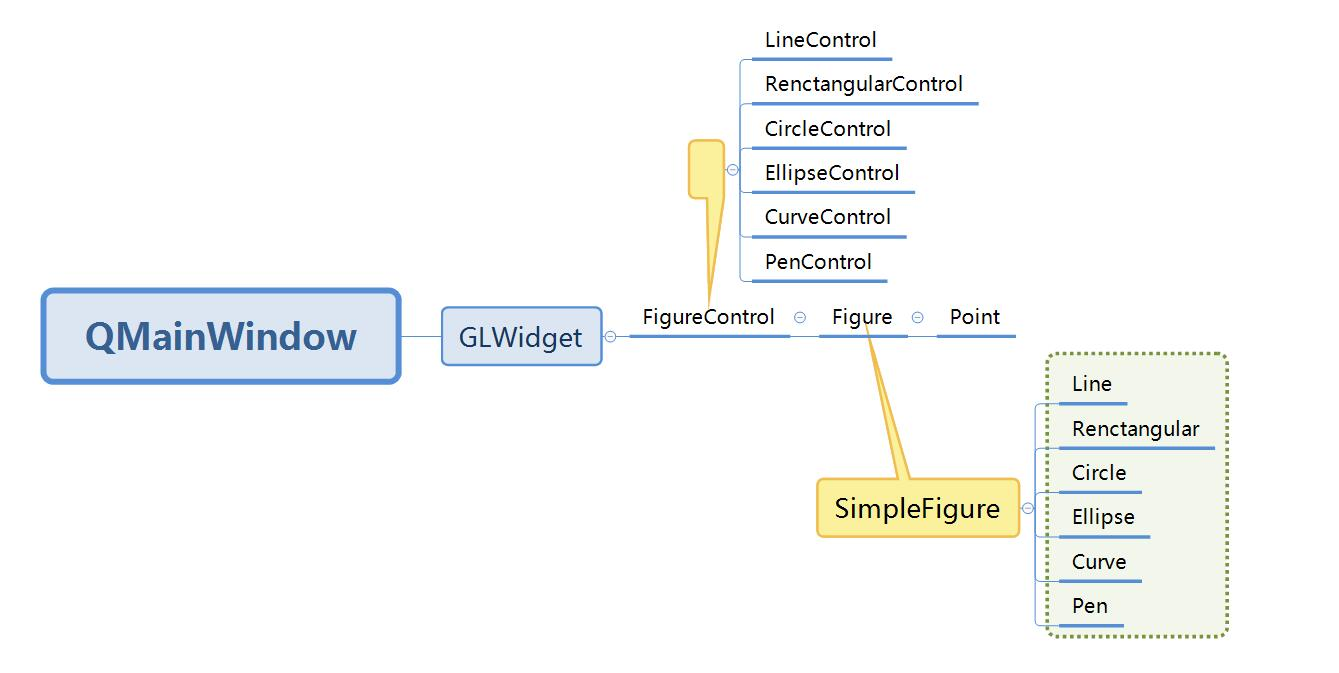 LineControl
RenctangularControl
CircleControl
EllipseControl
CurveControl
PenControl
QMainWindow
GLWidget
FigureControl
Figure
Point
SimpleFigure
Line
Renctangular
Circle
Ellipse
Curve
Pen